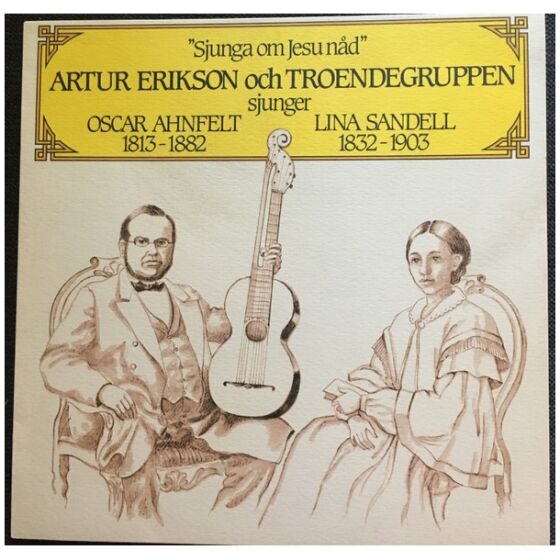 "Sjunga om Jesu nåd"
ARTUR ERIKSON och TROENDEGRUPPEN
sjunger
OSCAR AHNFELT LINA SANDELL
1813-1882 1832-1903